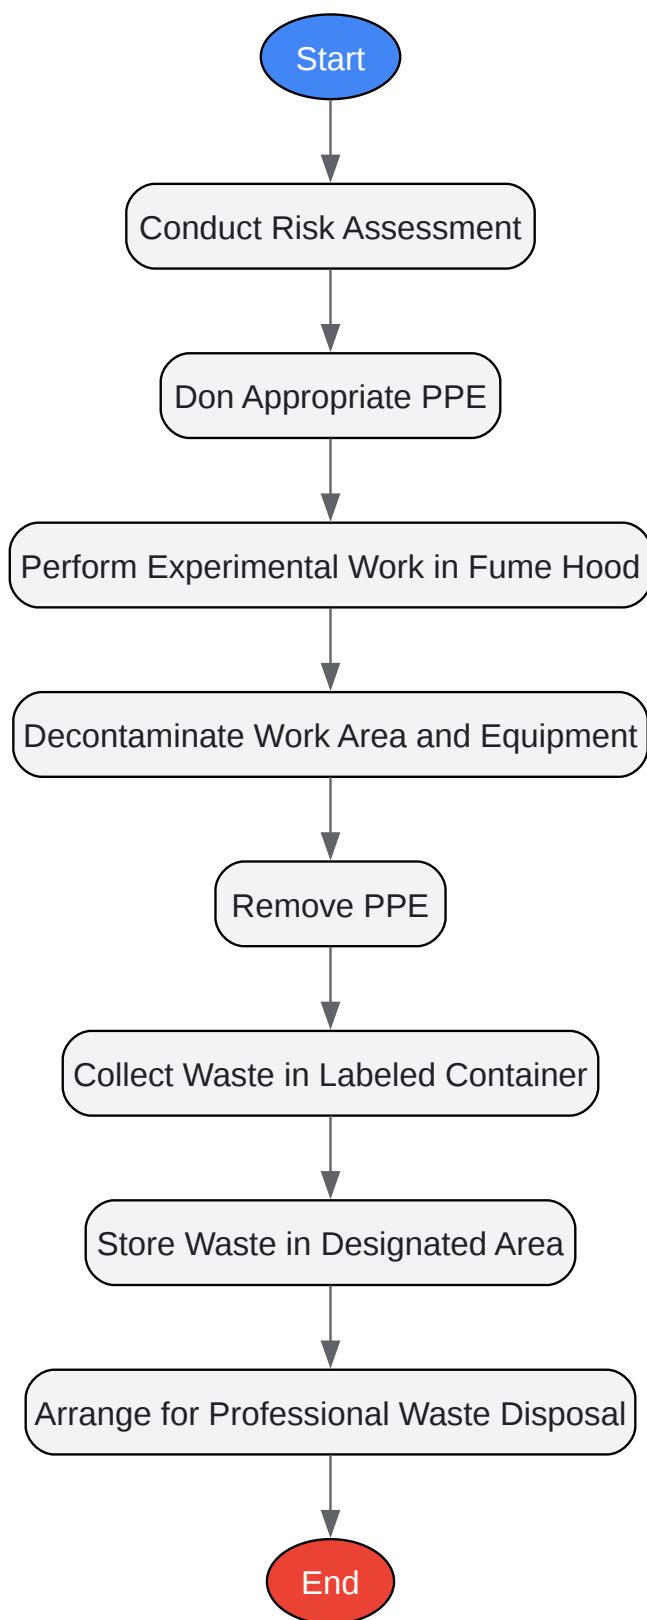 Start
Conduct Risk Assessment
Don Appropriate PPE
Perform Experimental Work in Fume Hood
Decontaminate Work Area and Equipment
Remove PPE
Collect Waste in Labeled Container
Store Waste in Designated Area
Arrange for Professional Waste Disposal
End